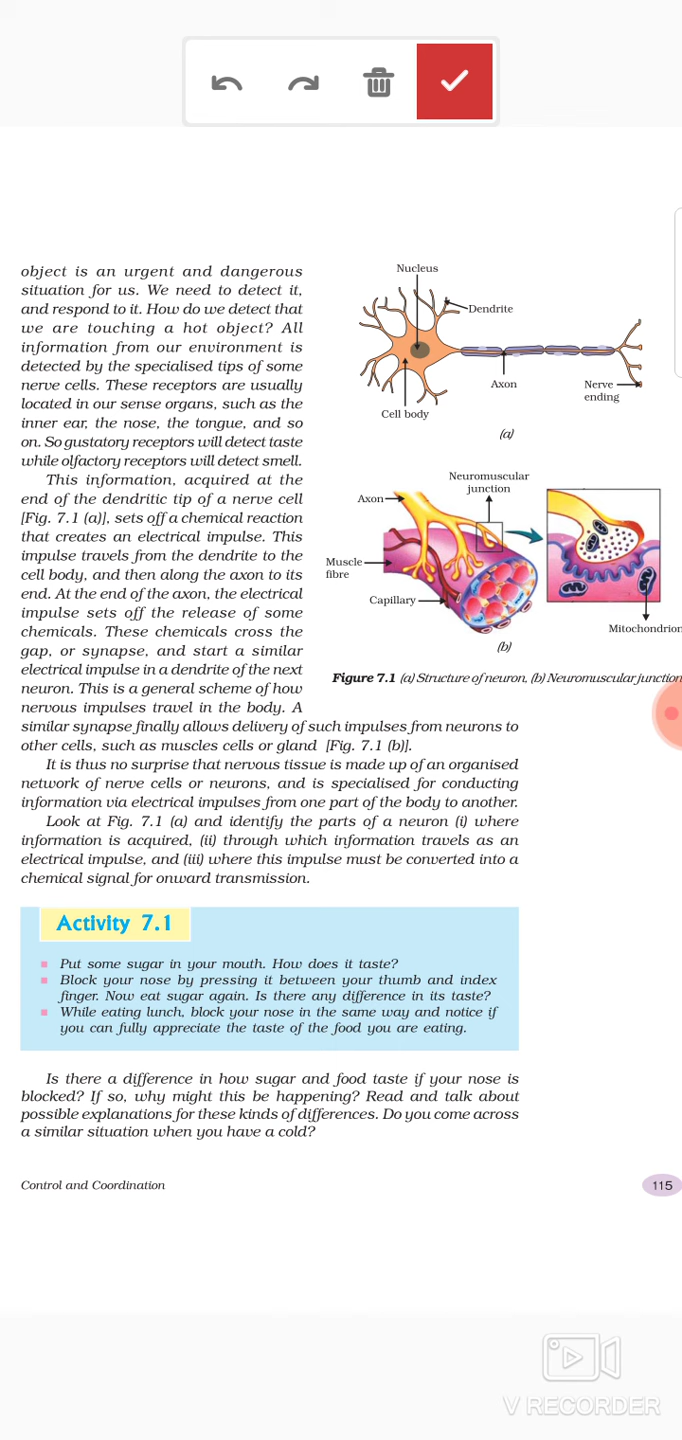 object is an urgent and dangerous
situation for us. We need to detect it,
and respond to it. How do we detect that
we are touching a hot object? All
information from our environment is
detected by the specialised tips of some
nerve cells. These receptors are usually
located in our sense organs, such as the
inner ear, the nose, the tongue, and so
on. So gustatory receptors will detect taste
while olfactory receptors will detect smell.
This information, acquired at the
end of the dendritic tip of a nerve cell
[Fig. 7.1 (a)], sets off a chemical reaction
that creates an electrical impulse. This
impulse travels from the dendrite to the
cell body, and then along the axon to its
end. At the end of the axon, the electrical
impulse sets off the release of some
chemicals. These chemicals cross the
gap, or synapse, and start a similar
electrical impulse in a dendrite of the next
neuron. This is a general scheme of how
nervous impulses travel in the body. A
similar synapse finally allows delivery of such impulses from neurons to
other cells, such as muscles cells or gland [Fig. 7.1 (b)].
Nucleus
Dendrite
Axon
Nerve
ending
Cell body
(a)
Neuromuscular
junction
Axon
Muscle
fibre
Capillary
Mitochondrion
(b)
Figure 7.1 (a) Structure of neuron, (b) Neuromuscular junction
It is thus no surprise that nervous tissue is made up of an organised
network of nerve cells or neurons, and is specialised for conducting
information via electrical impulses from one part of the body to another.
Look at Fig. 7.1 (a) and identify the parts of a neuron (i) where
information is acquired, (ii) through which information travels as an
electrical impulse, and (iii) where this impulse must be converted into a
chemical signal for onward transmission.
Activity 7.1
Put some sugar in your mouth. How does it taste?
Block your nose by pressing it between your thumb and index
finger. Now eat sugar again. Is there any difference in its taste?
While eating lunch, block your nose in the same way and notice if
you can fully appreciate the taste of the food you are eating.
Is there a difference in how sugar and food taste if your nose is
blocked? If so, why might this be happening? Read and talk about
possible explanations for these kinds of differences. Do you come across
a similar situation when you have a cold?
Control and Coordination
115
V RECORDER